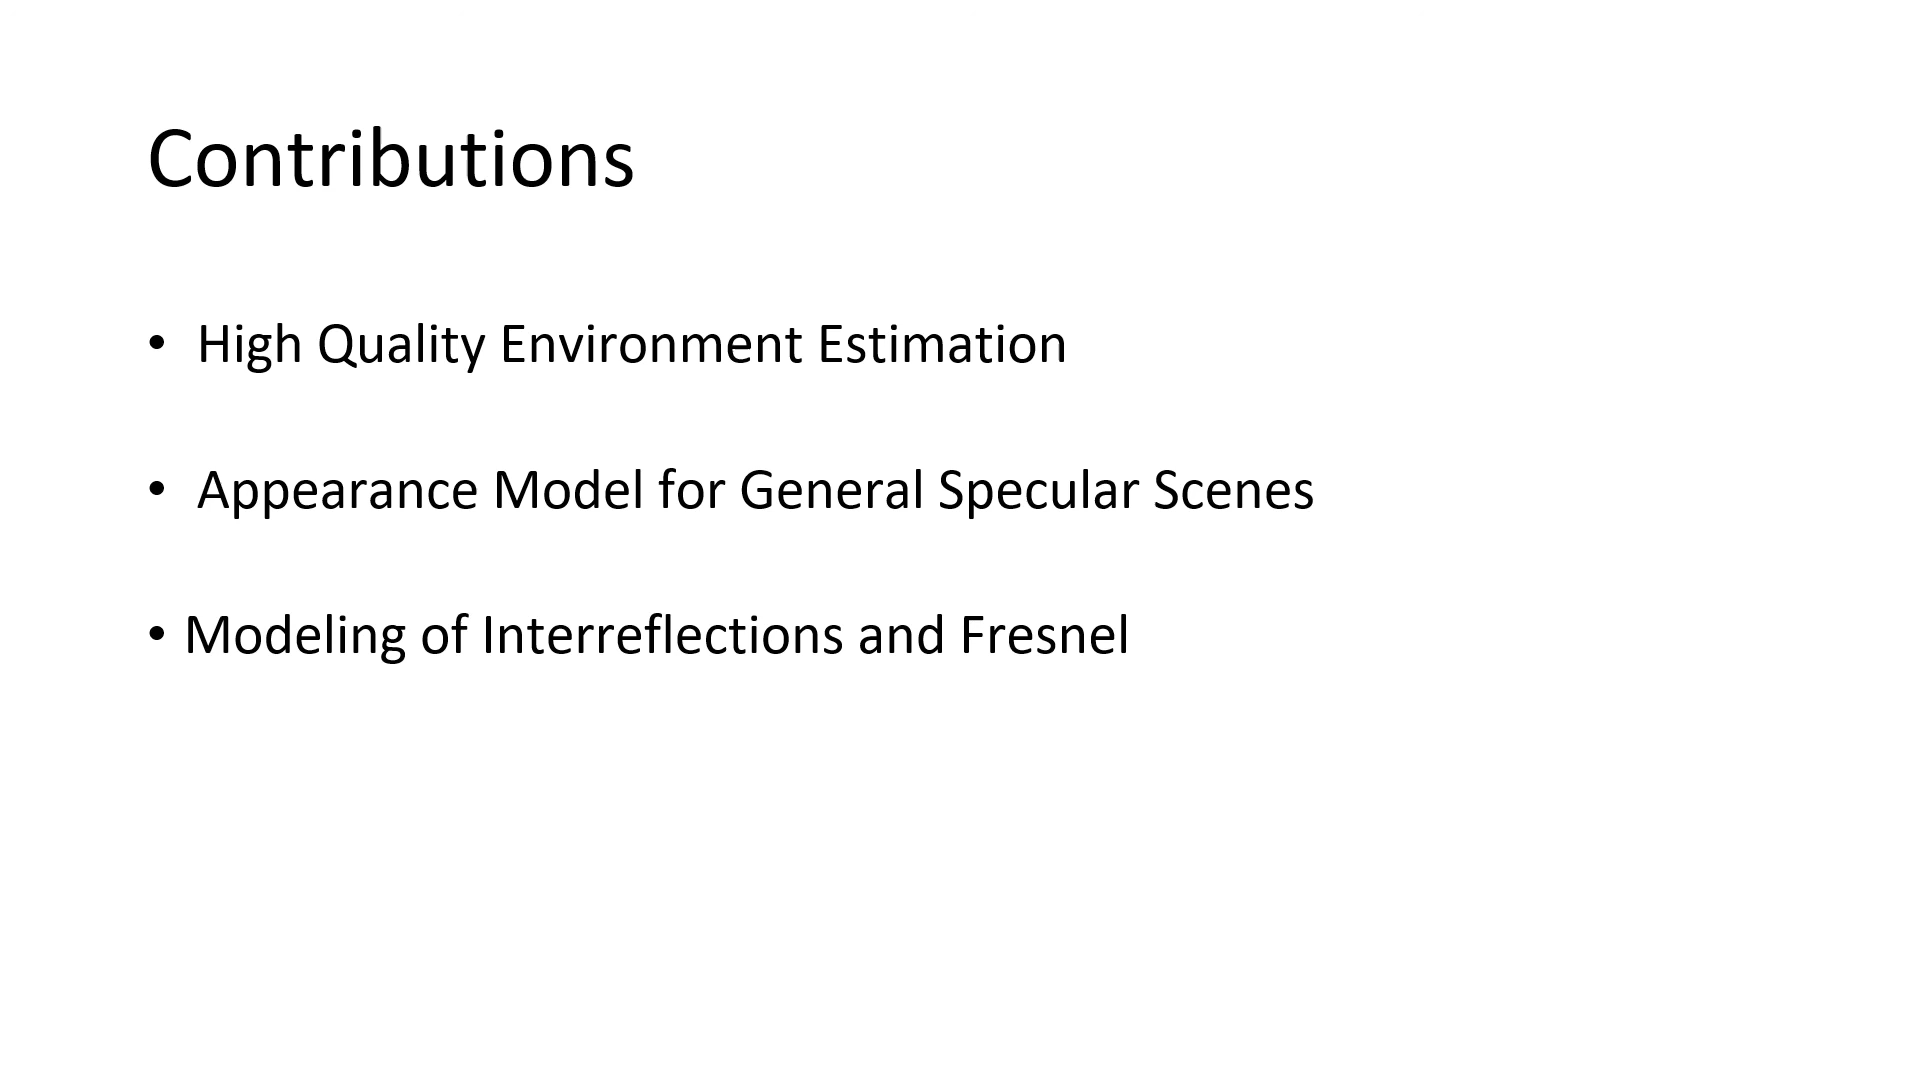 Contributions
• High Quality Environment Estimation
• Appearance Model for General Specular Scenes
• Modeling of Interreflections and Fresnel